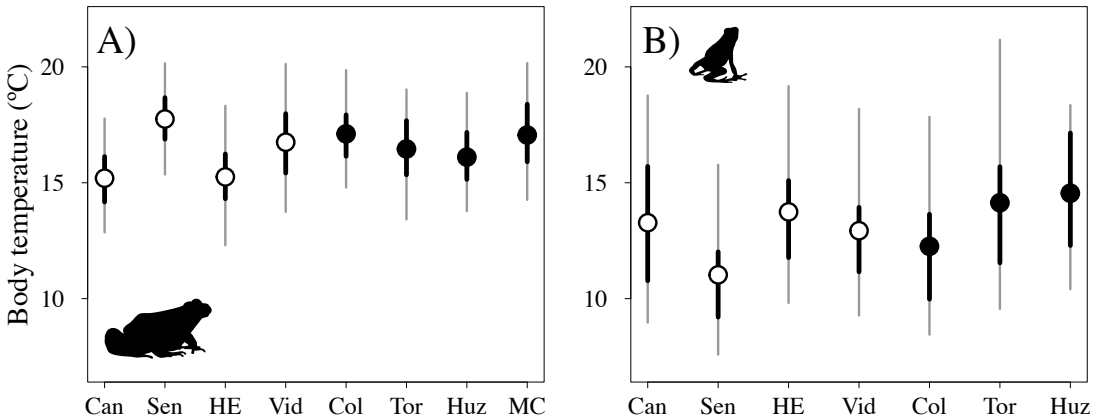 A)
B)
Body temperature (ºC)
20
15
10
Can Sen HE Vid Col Tor Huz MC
20
15
10
Can Sen HE Vid Col Tor Huz